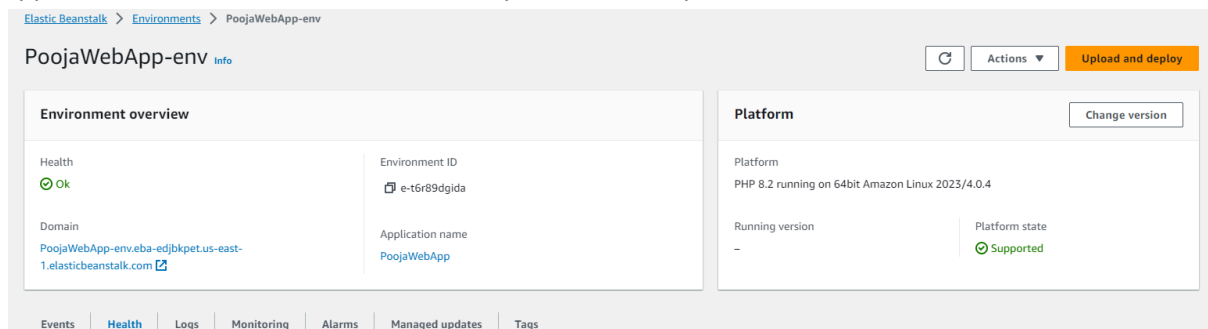 Elastic Beanstalk > Environments > PoojaWebApp-env
PoojaWebApp-env Info
Actions ▼
Upload and deploy
Environment overview
Health
Ok
Domain
PoojaWebApp-env.eba-edjbkpet.us-east-
1.elasticbeanstalk.com
Environment ID
e-t6r89dgida
Application name
PoojaWebApp
Platform
Change version
Platform
PHP 8.2 running on 64bit Amazon Linux 2023/4.0.4
Running version
–
Platform state
Supported
Events Health Logs Monitoring Alarms Managed updates Tags